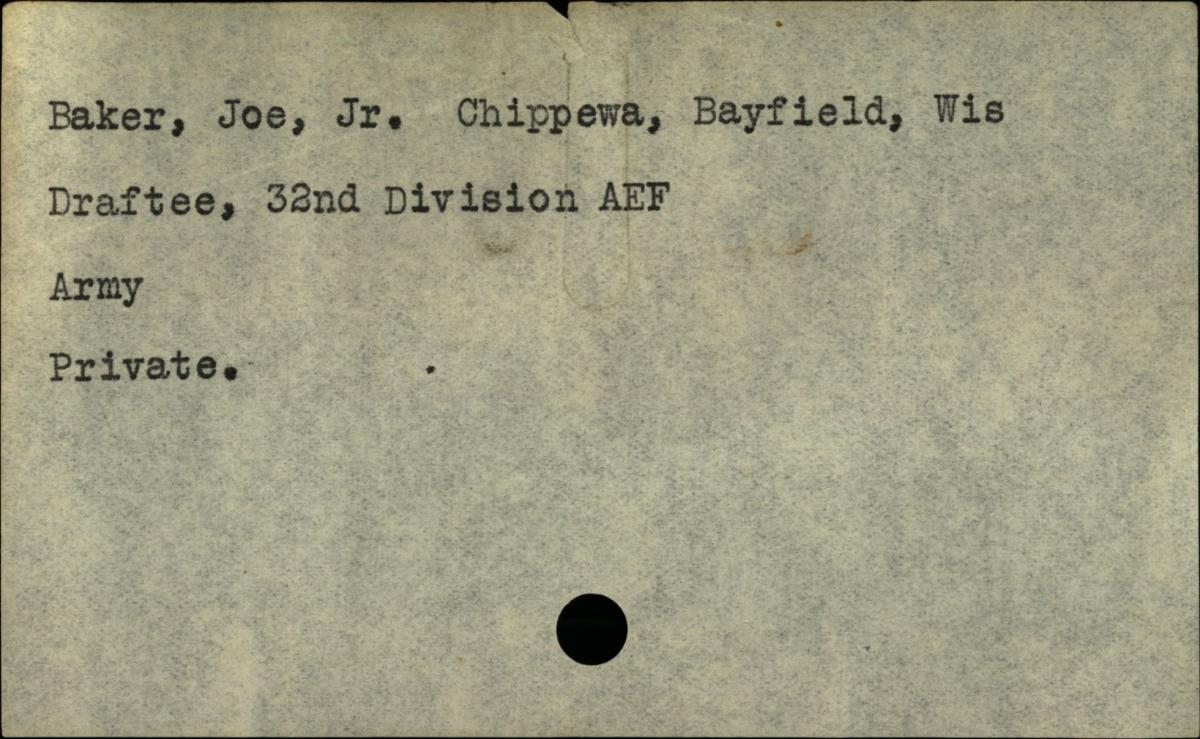 Baker, Joe, Jr. Chippewa, Bayfield, Wis
Draftee, 32nd Division AEF
Army
Private.